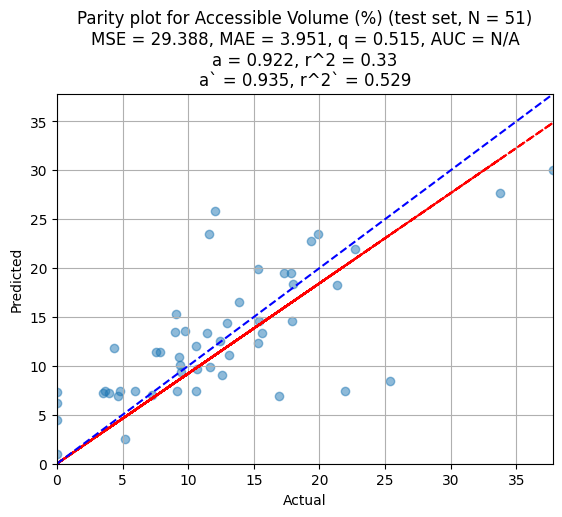 Parity plot for Accessible Volume (%) (test set, N = 51)
MSE = 29.388, MAE = 3.951, q = 0.515, AUC = N/A
a = 0.922, r^2 = 0.33
a` = 0.935, r^2` = 0.529
35
30
25
20
15
10
5
0
Predicted
0 5 10 15 20 25 30 35
Actual